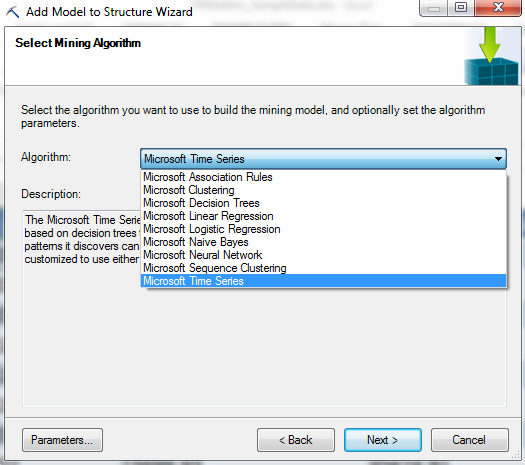 Add Model to Structure Wizard
Select Mining Algorithm
Select the algorithm you want to use to build the mining model, and optionally set the algorithm
parameters.
Algorithm:
Microsoft Time Series
Microsoft Association Rules
Microsoft Clustering
Microsoft Decision Trees
Microsoft Linear Regression
Microsoft Logistic Regression
Microsoft Naive Bayes
Microsoft Neural Network
Microsoft Sequence Clustering
Microsoft Time Series
Description:
The Microsoft Time Serie
based on decision trees
patterns it discovers can
customized to use either
Parameters...
< Back
Next >
Cancel